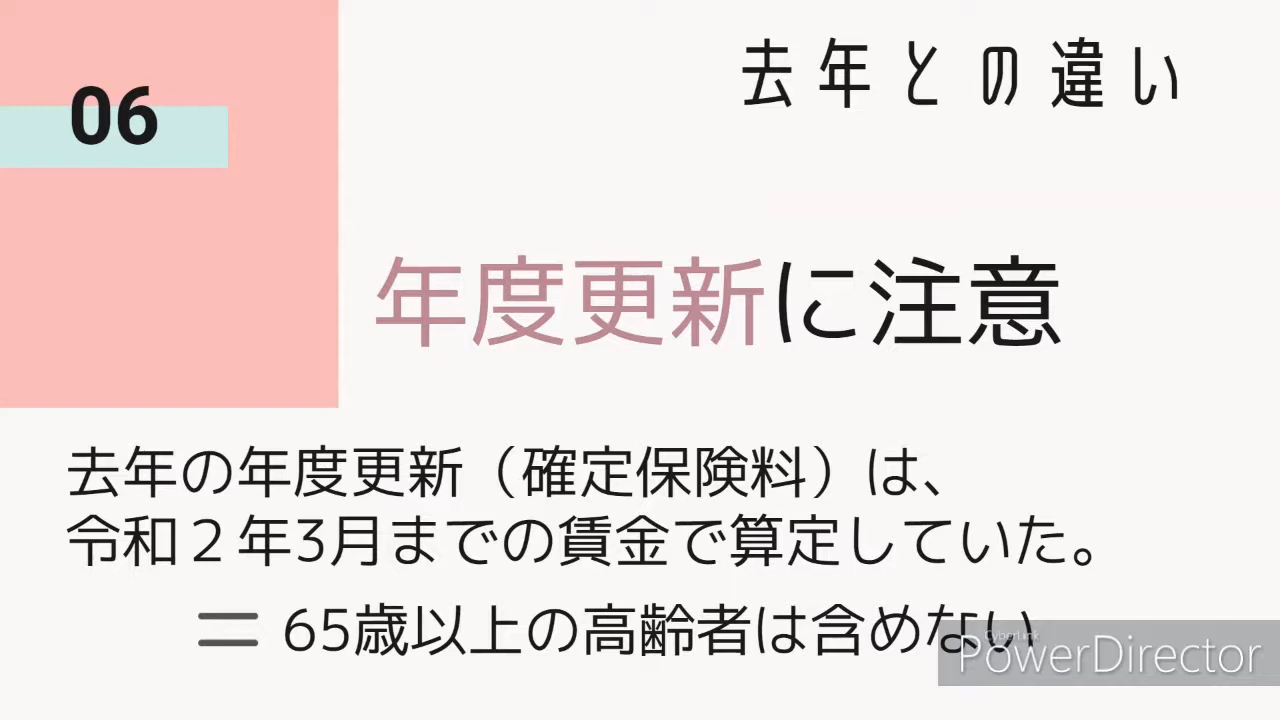 06
去年との違い
年度更新に注意
去年の年度更新（確定保険料）は、
令和２年3月までの賃金で算定していた。
＝ 65歳以上の高齢者は含めない
CyberLink
PowerDirector